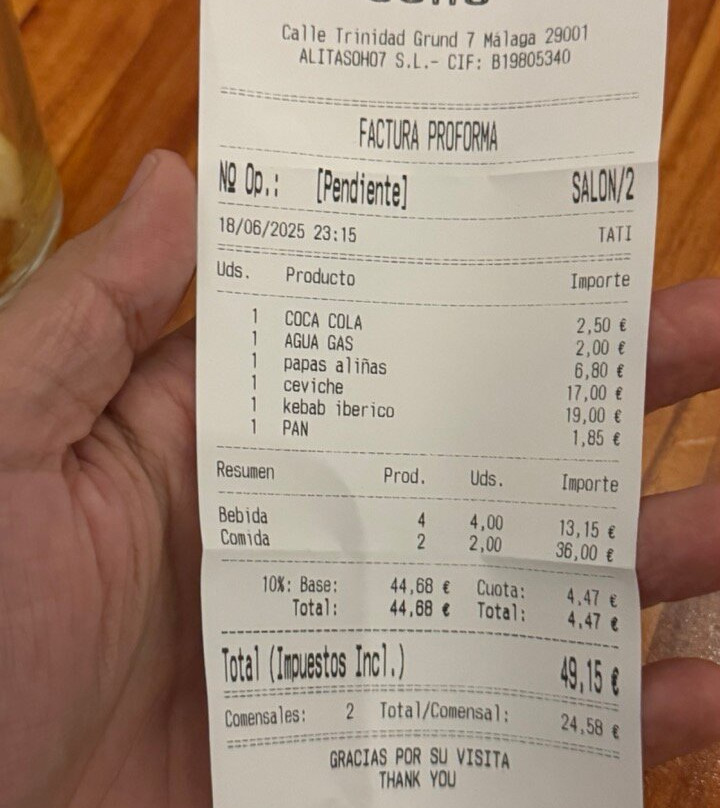 Calle Trinidad Grund 7 Málaga 29001
ALITASOHO7 S.L.- CIF: B19805340
FACTURA PROFORMA
Nº Op.: [Pendiente] SALON/2
18/06/2025 23:15 TATI
Uds. Producto Importe
1 COCA COLA 2,50 €
1 AGUA GAS 2,00 €
1 papas aliñas 6,80 €
1 ceviche 17,00 €
1 kebab iberico 19,00 €
1 PAN 1,85 €
Resumen Prod. Uds. Importe
Bebida 4 4,00 13,15 €
Comida 2 2,00 36,00 €
10%: Base: 44,68 € Cuota: 4,47 €
Total: 44,68 € Total: 4,47 €
Total (Impuestos Incl.) 49,15 €
Comensales: 2 Total/Comensal: 24,58 €
GRACIAS POR SU VISITA
THANK YOU